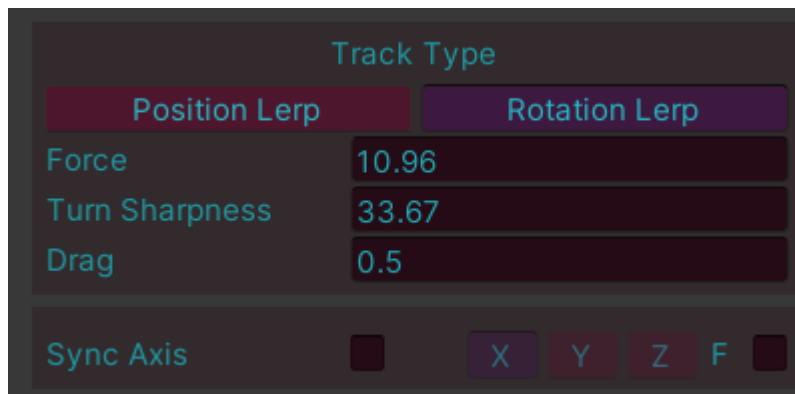 Track Type
Position Lerp Rotation Lerp
Force 10.96
Turn Sharpness 33.67
Drag 0.5
Sync Axis X Y Z F